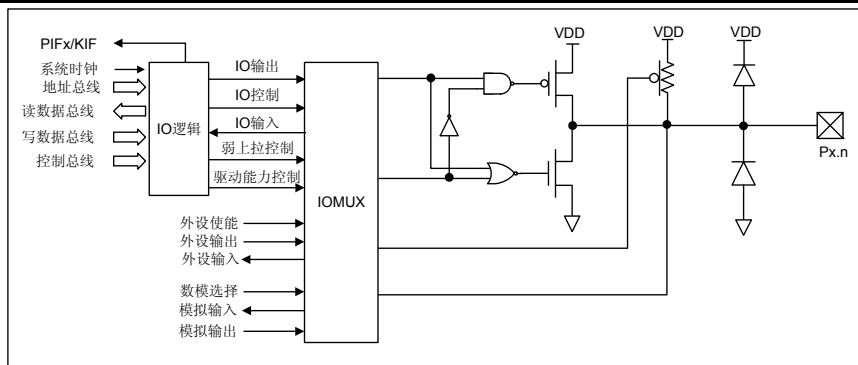 VDD
VDD
VDD
PIFx/KIF
系统时钟
地址总线
读数据总线
写数据总线
控制总线
IO逻辑
IO输出
IO控制
IO输入
弱上拉控制
驱动能力控制
外设使能
外设输出
外设输入
数模选择
模拟输入
模拟输出
IOMUX
Px.n